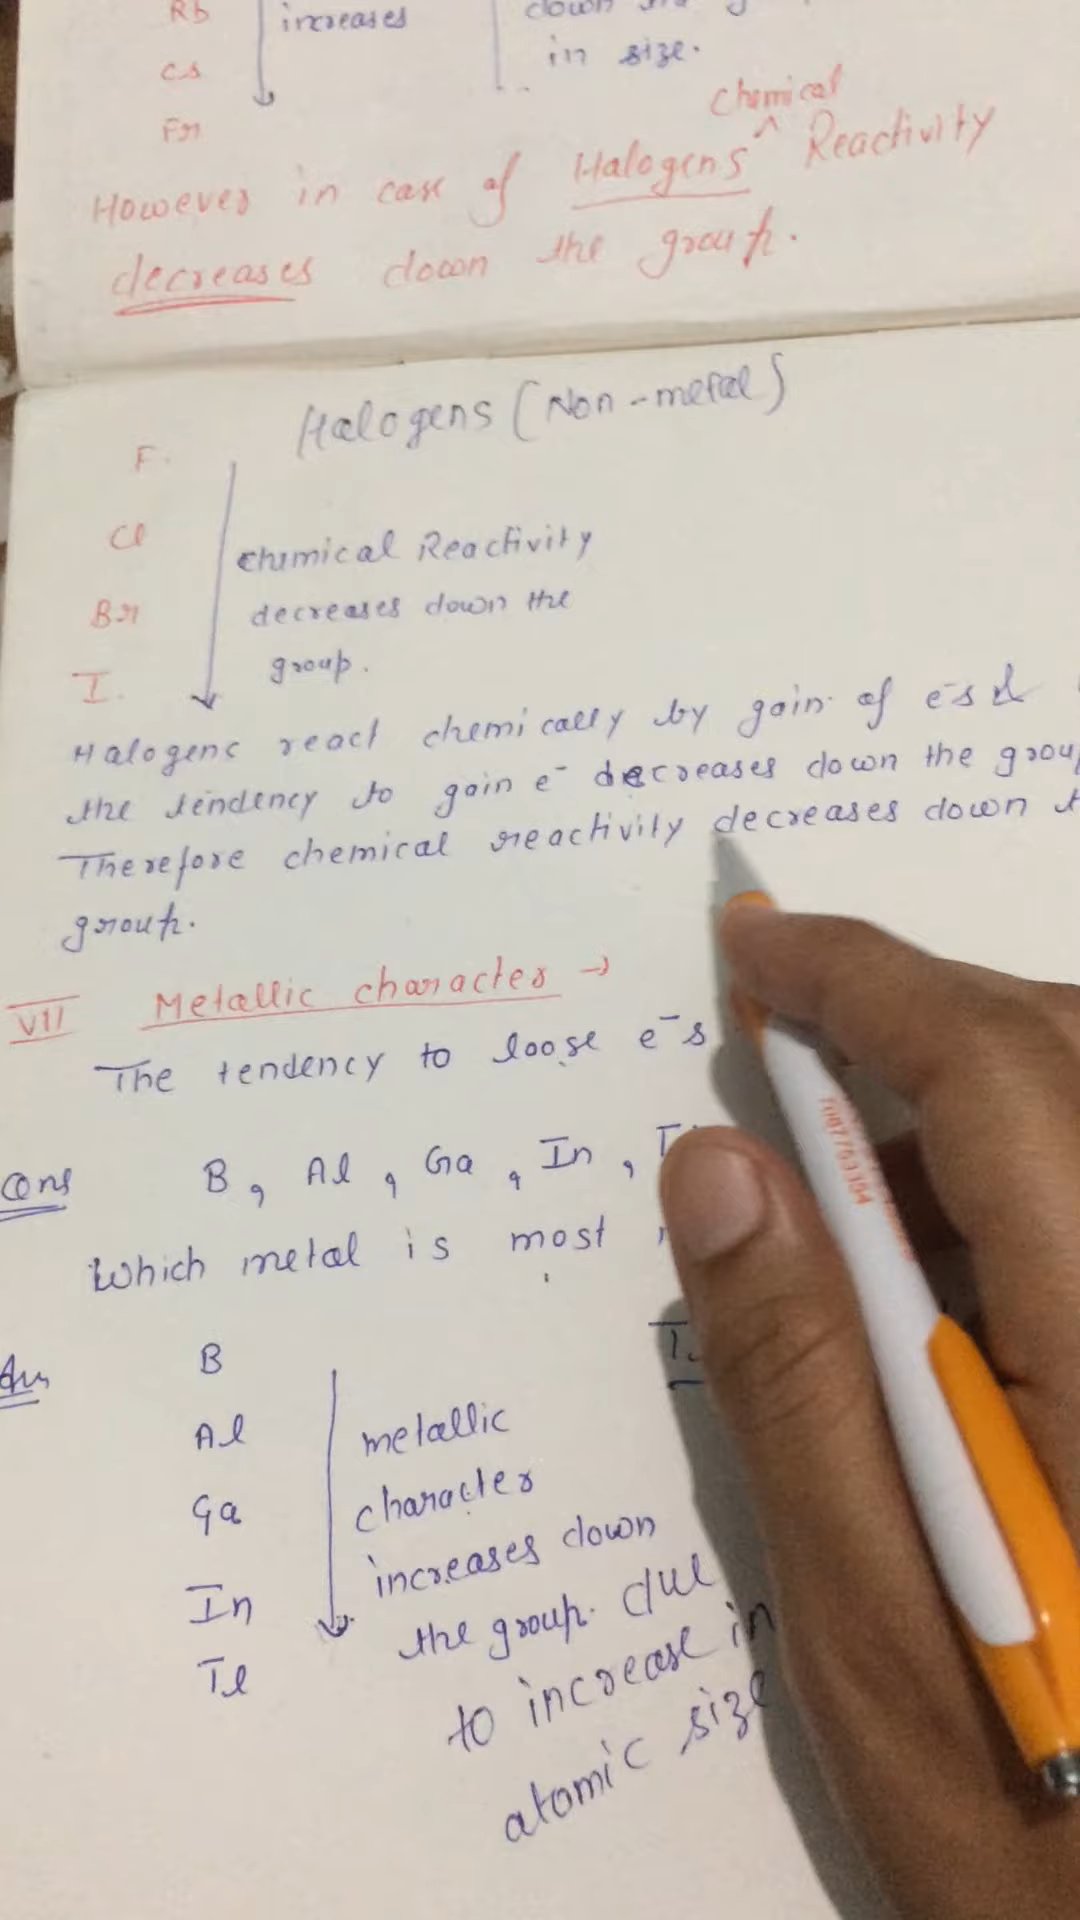 Rb
increases
down
in size.
Cs
Fr
Chemical
However in case of Halogens ^ Reactivity
decreases down the group.
Halogens (Non-metal)
F
Cl
Br
I
Chemical Reactivity
decreases down the
group.
Halogens react chemically by gain of e⁻s &
the tendency to gain e⁻ decreases down the group
Therefore chemical reactivity decreases down
group.
VII Metallic character →
The tendency to loose e⁻s
Qns B, Al, Ga, In,
Which metal is most
Ans
B
Al
Ga
In
Tl
metallic
character
increases down
the group. due
to increase in
atomic size
7087753354